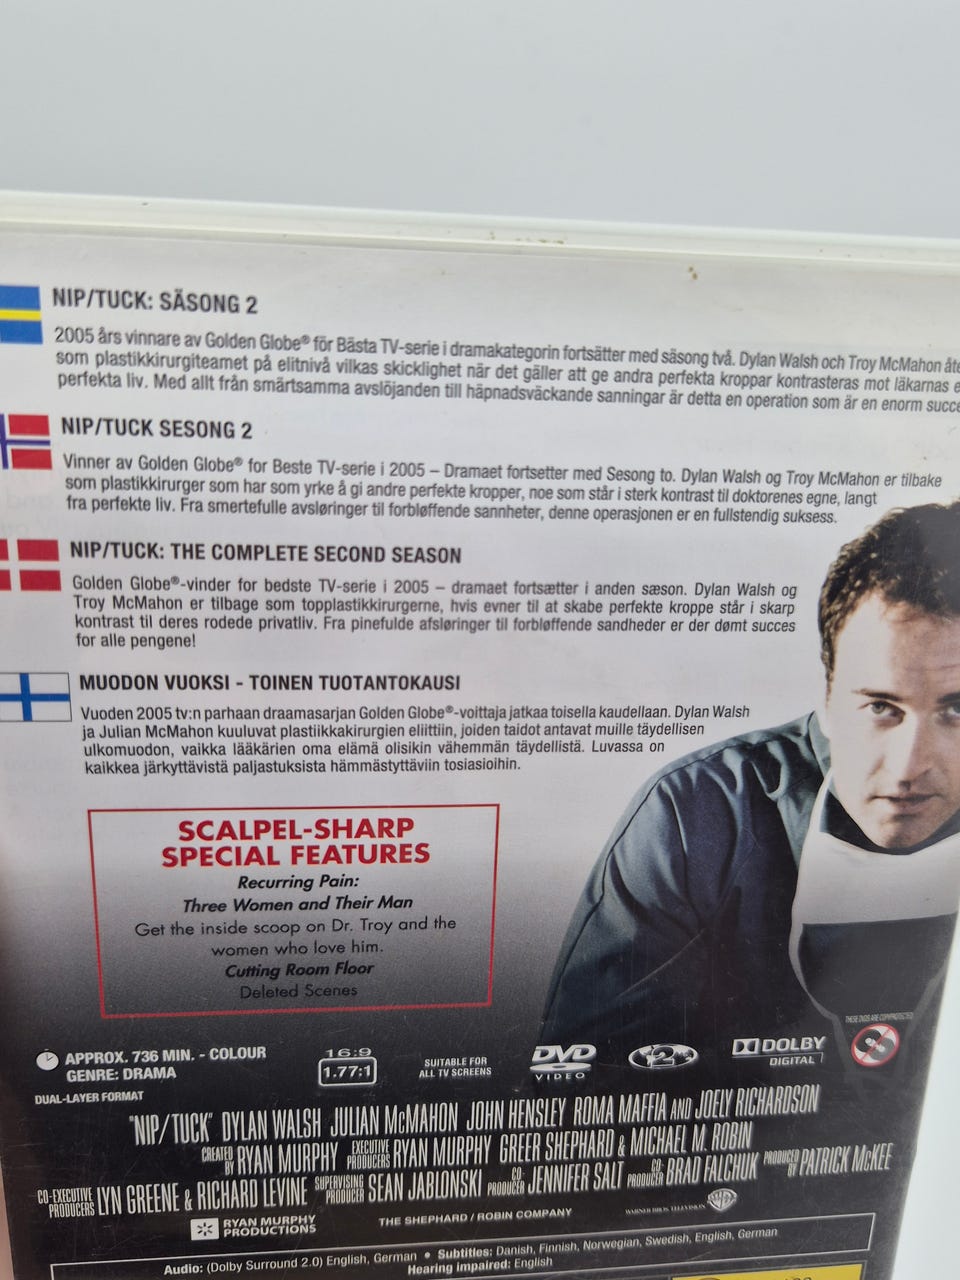 NIP/TUCK: SÄSONG 2
2005 års vinnare av Golden Globe® för Bästa TV-serie i dramakategorin fortsätter med säsong två. Dylan Walsh och Troy McMahon åte
som plastikkirurgiteamet på elitnivå vilkas skicklighet när det gäller att ge andra perfekta kroppar kontrasteras mot läkarnas e
perfekta liv. Med allt från smärtsamma avslöjanden till häpnadsväckande sanningar är detta en operation som är en enorm succe
NIP/TUCK SESONG 2
Vinner av Golden Globe® for Beste TV-serie i 2005 – Dramaet fortsetter med Sesong to. Dylan Walsh og Troy McMahon er tilbake
som plastikkirurger som har som yrke å gi andre perfekte kropper, noe som står i sterk kontrast til doktorenes egne, langt
fra perfekte liv. Fra smertefulle avsløringer til forbløffende sannheter, denne operasjonen er en fullstendig suksess.
NIP/TUCK: THE COMPLETE SECOND SEASON
Golden Globe®-vinder for bedste TV-serie i 2005 – dramaet fortsætter i anden sæson. Dylan Walsh og
Troy McMahon er tilbage som topplastikkirurgerne, hvis evner til at skabe perfekte kroppe står i skarp
kontrast til deres rodede privatliv. Fra pinefulde afsløringer til forbløffende sandheder er der dømt succes
for alle pengene!
MUODON VUOKSI - TOINEN TUOTANTOKAUSI
Vuoden 2005 tv:n parhaan draamasarjan Golden Globe®-voittaja jatkaa toisella kaudellaan. Dylan Walsh
ja Julian McMahon kuuluvat plastiikkakirurgien eliittiin, joiden taidot antavat muille täydellisen
ulkomuodon, vaikka lääkärien oma elämä olisikin vähemmän täydellistä. Luvassa on
kaikkea järkyttävistä paljastuksista hämmästyttäviin tosiasioihin.
SCALPEL-SHARP
SPECIAL FEATURES
Recurring Pain:
Three Women and Their Man
Get the inside scoop on Dr. Troy and the
women who love him.
Cutting Room Floor
Deleted Scenes
THESE DVDS ARE COPY PROTECTED
APPROX. 736 MIN. - COLOUR
GENRE: DRAMA
DUAL-LAYER FORMAT
16:9
1.77:1
SUITABLE FOR
ALL TV SCREENS
DVD
VIDEO
2
DOLBY
DIGITAL
"NIP/TUCK" DYLAN WALSH JULIAN McMAHON JOHN HENSLEY ROMA MAFFIA AND JOELY RICHARDSON
CREATED BY RYAN MURPHY EXECUTIVE PRODUCERS RYAN MURPHY GREER SHEPHARD & MICHAEL M. ROBIN
CO-EXECUTIVE PRODUCERS LYN GREENE & RICHARD LEVINE SUPERVISING PRODUCER SEAN JABLONSKI CO-PRODUCER JENNIFER SALT CO-PRODUCER BRAD FALCHUK PRODUCED BY PATRICK McKEE
RYAN MURPHY
PRODUCTIONS
THE SHEPHARD / ROBIN COMPANY
WARNER BROS. TELEVISION
Audio: (Dolby Surround 2.0) English, German • Subtitles: Danish, Finnish, Norwegian, Swedish, English, German
Hearing impaired: English